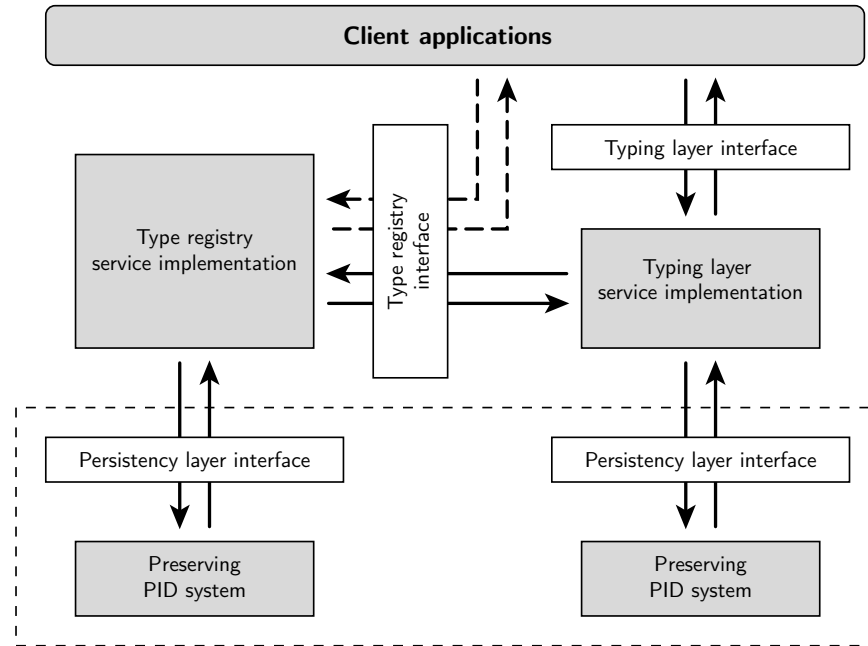 Client applications
Typing layer interface
Type registry
service implementation
Type registry
interface
Typing layer
service implementation
Persistency layer interface
Persistency layer interface
Preserving
PID system
Preserving
PID system